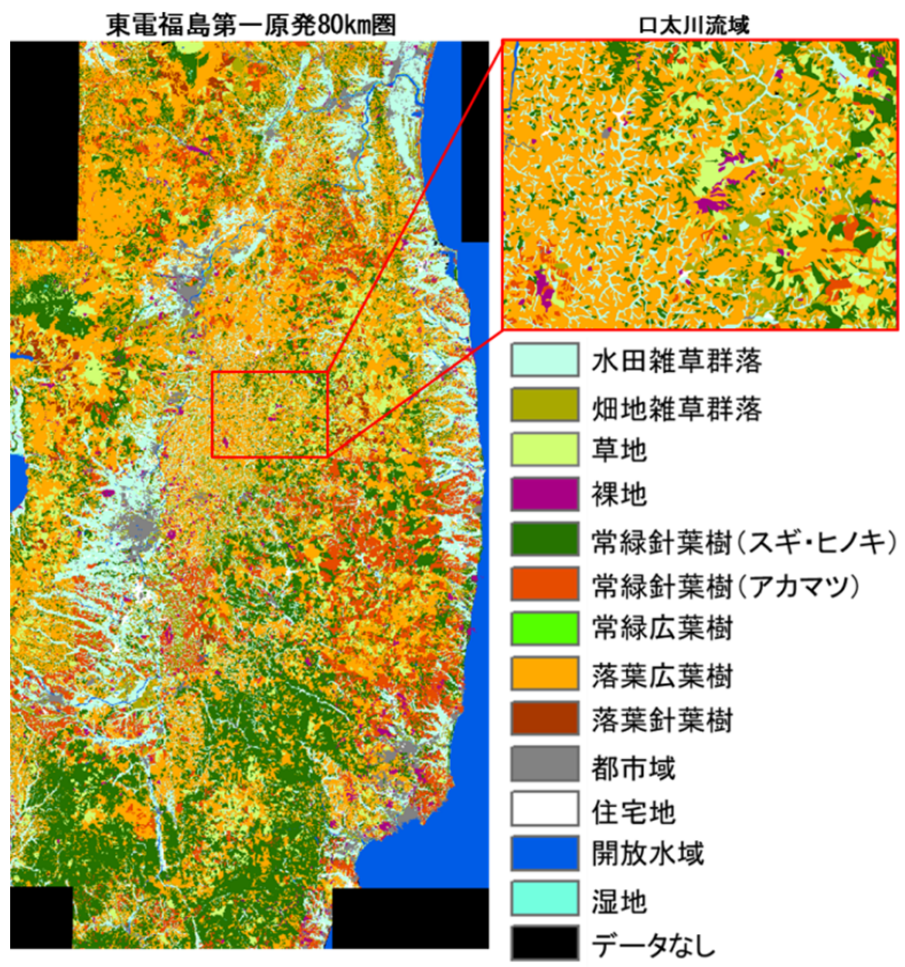 東電福島第一原発80km圏
口太川流域
水田雑草群落
畑地雑草群落
草地
裸地
常緑針葉樹(スギ・ヒノキ)
常緑針葉樹(アカマツ)
常緑広葉樹
落葉広葉樹
落葉針葉樹
都市域
住宅地
開放水域
湿地
データなし